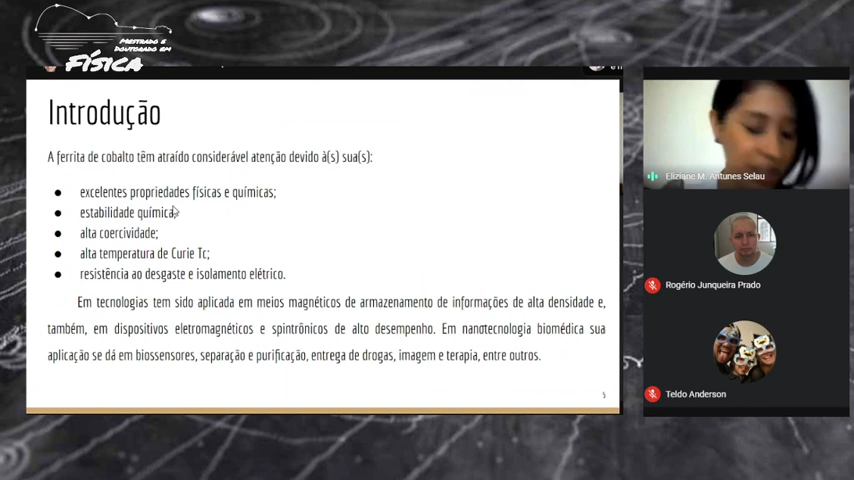 MESTRADO E
DOUTORADO EM
FÍSICA
Introdução
A ferrita de cobalto têm atraído considerável atenção devido à(s) sua(s):
● excelentes propriedades físicas e químicas;
● estabilidade química;
● alta coercividade;
● alta temperatura de Curie Tc;
● resistência ao desgaste e isolamento elétrico.
Em tecnologias tem sido aplicada em meios magnéticos de armazenamento de informações de alta densidade e,
também, em dispositivos eletromagnéticos e spintrônicos de alto desempenho. Em nanotecnologia biomédica sua
aplicação se dá em biossensores, separação e purificação, entrega de drogas, imagem e terapia, entre outros.
5
Eliziane M. Antunes Selau
Rogério Junqueira Prado
Teldo Anderson